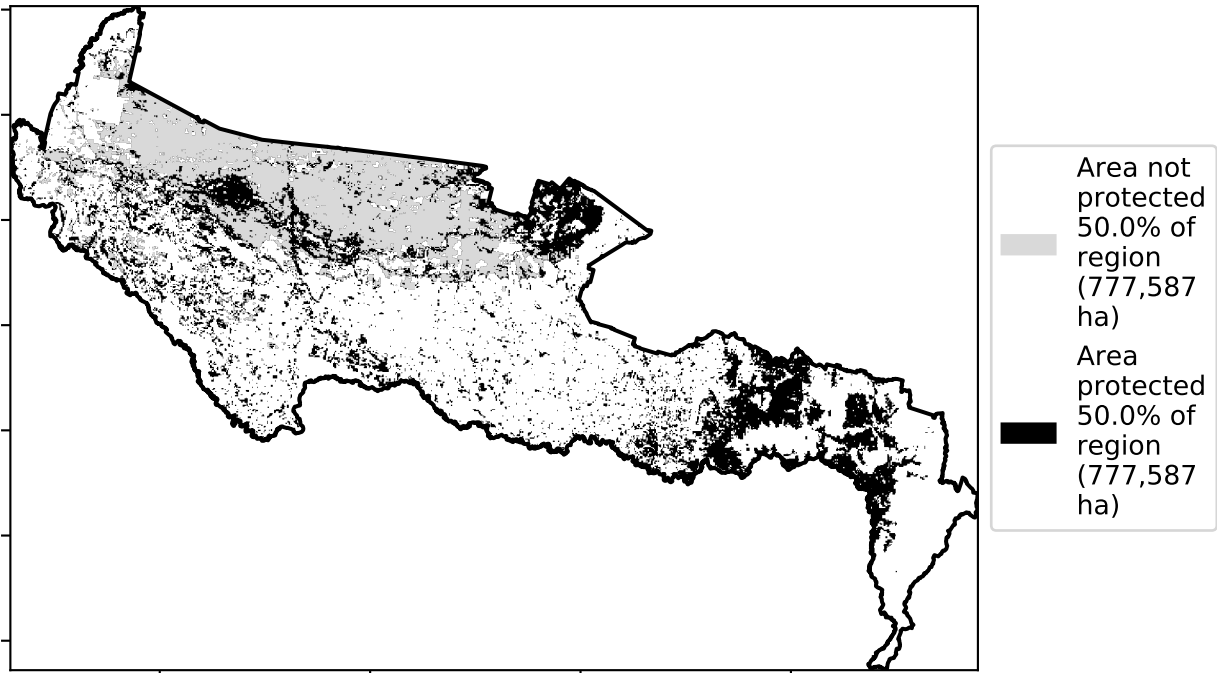 Area not
protected
50.0% of
region
(777,587
ha)
Area
protected
50.0% of
region
(777,587
ha)